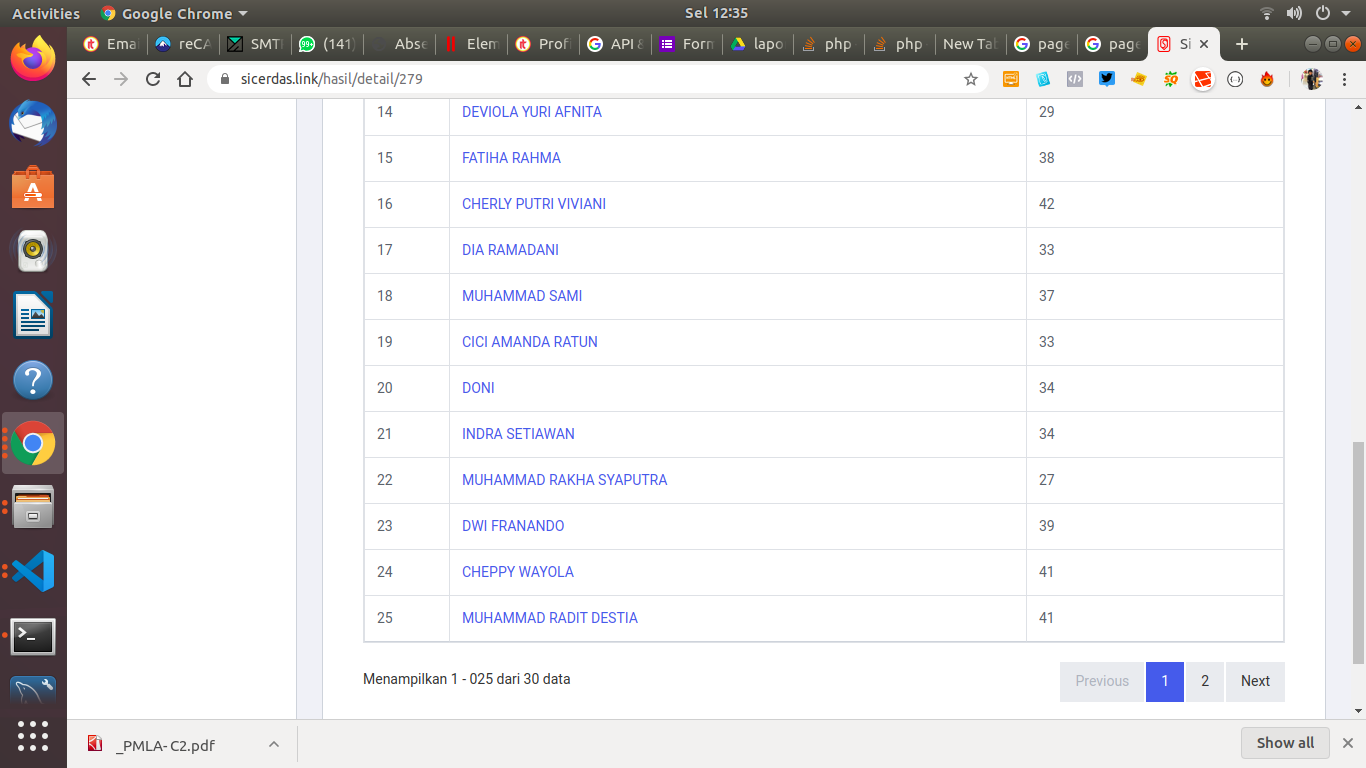 Activities Google Chrome Sel 12:35
Ema reCA SMT (141) Abse Elem Prof API & Forn lapo php php New Tab page page Si
99+
sicerdas.link/hasil/detail/279
14 DEVIOLA YURI AFNITA 29
15 FATIHA RAHMA 38
16 CHERLY PUTRI VIVIANI 42
17 DIA RAMADANI 33
18 MUHAMMAD SAMI 37
19 CICI AMANDA RATUN 33
20 DONI 34
21 INDRA SETIAWAN 34
22 MUHAMMAD RAKHA SYAPUTRA 27
23 DWI FRANANDO 39
24 CHEPPY WAYOLA 41
25 MUHAMMAD RADIT DESTIA 41
Menampilkan 1 - 025 dari 30 data Previous 1 2 Next
_PMLA- C2.pdf Show all